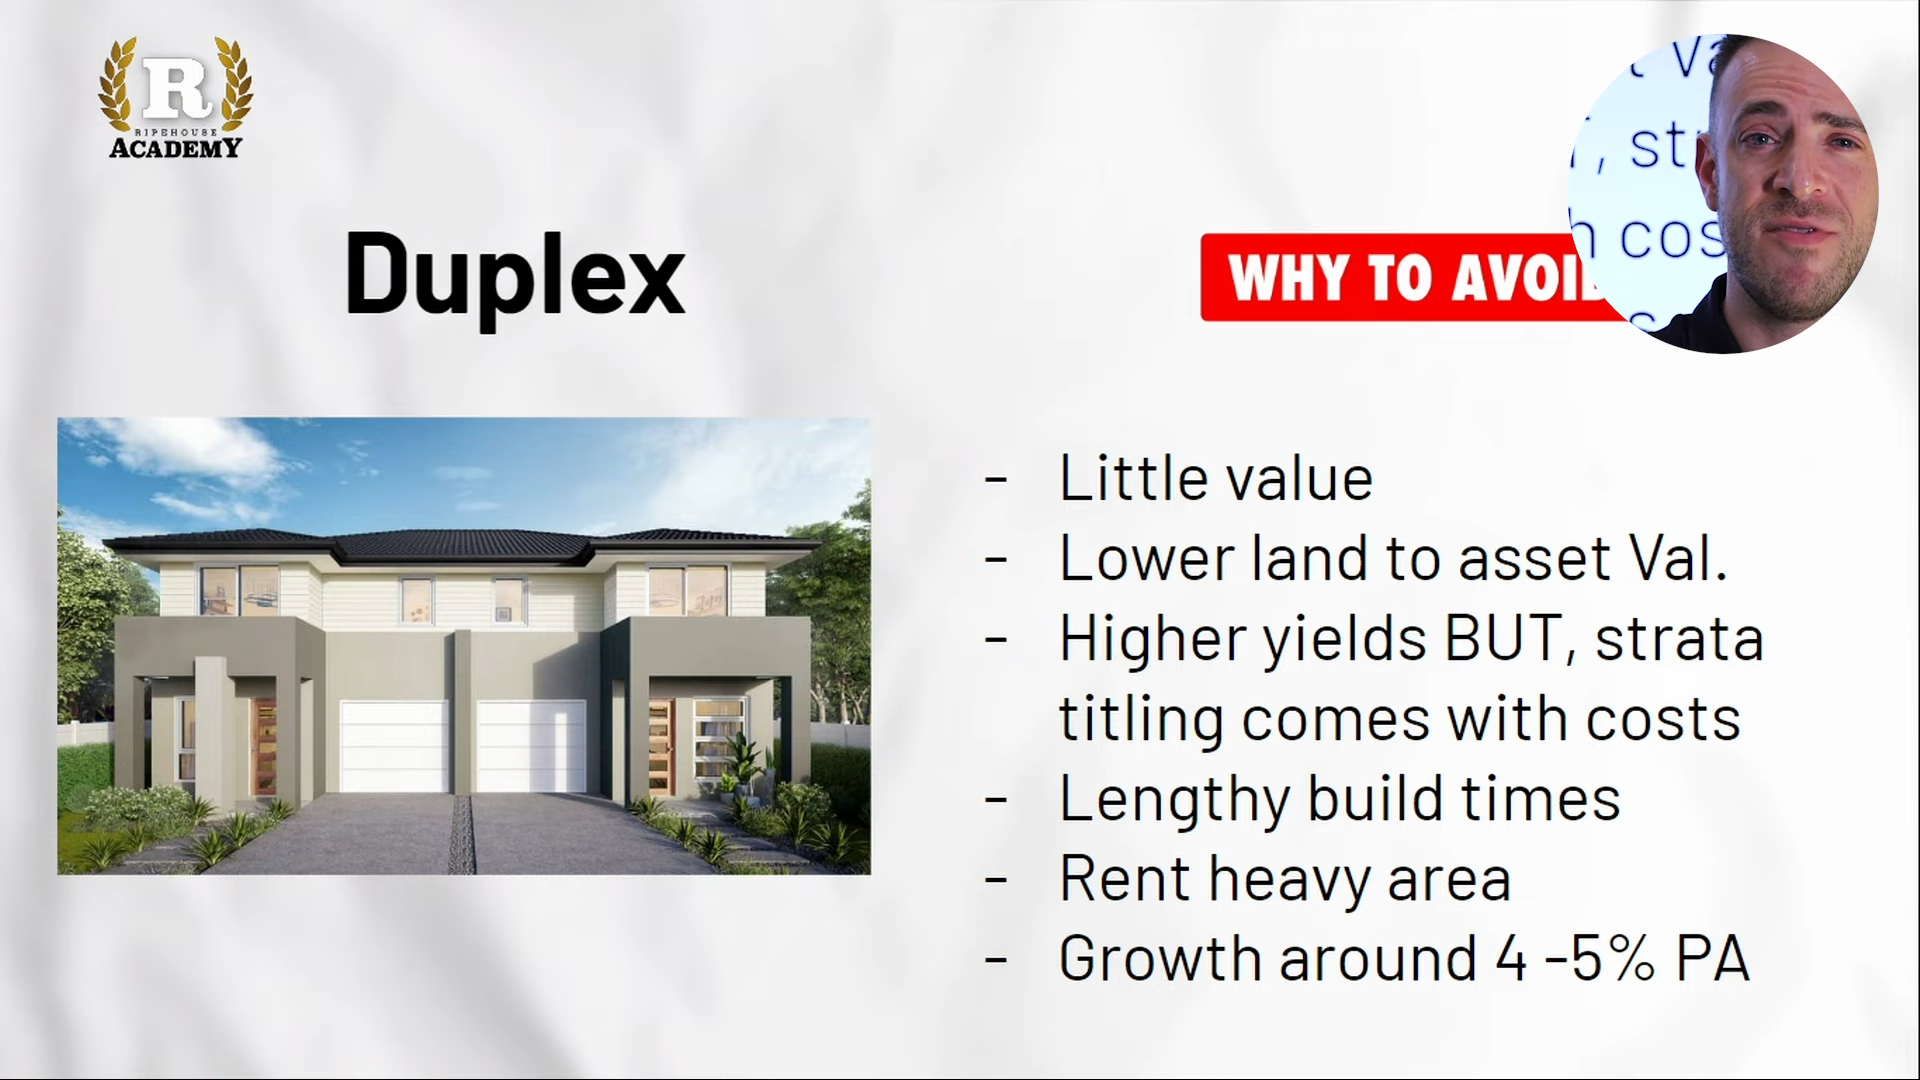 R
RIPEHOUSE
ACADEMY
Duplex
WHY TO AVOID
- Little value
- Lower land to asset Val.
- Higher yields BUT, strata
titling comes with costs
- Lengthy build times
- Rent heavy area
- Growth around 4 -5% PA